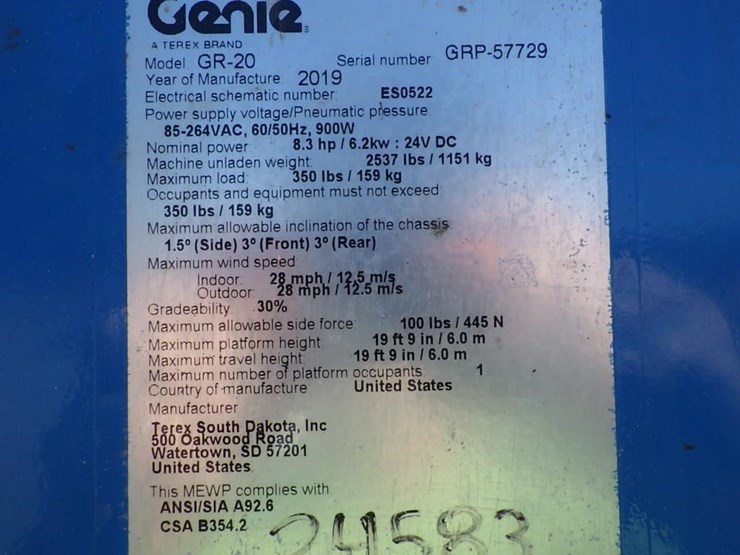 Genie
A TEREX BRAND
Model GR-20 Serial number GRP-57729
Year of Manufacture 2019
Electrical schematic number ES0522
Power supply voltage/Pneumatic pressure
85-264VAC, 60/50Hz, 900W
Nominal power 8.3 hp / 6.2kw : 24V DC
Machine unladen weight 2537 lbs / 1151 kg
Maximum load 350 lbs / 159 kg
Occupants and equipment must not exceed
350 lbs / 159 kg
Maximum allowable inclination of the chassis
1.5° (Side) 3° (Front) 3° (Rear)
Maximum wind speed
Indoor 28 mph / 12.5 m/s
Outdoor 28 mph / 12.5 m/s
Gradeability 30%
Maximum allowable side force 100 lbs / 445 N
Maximum platform height 19 ft 9 in / 6.0 m
Maximum travel height 19 ft 9 in / 6.0 m
Maximum number of platform occupants 1
Country of manufacture United States
Manufacturer
Terex South Dakota, Inc
500 Oakwood Road
Watertown, SD 57201
United States
This MEWP complies with
ANSI/SIA A92.6
CSA B354.2
24583